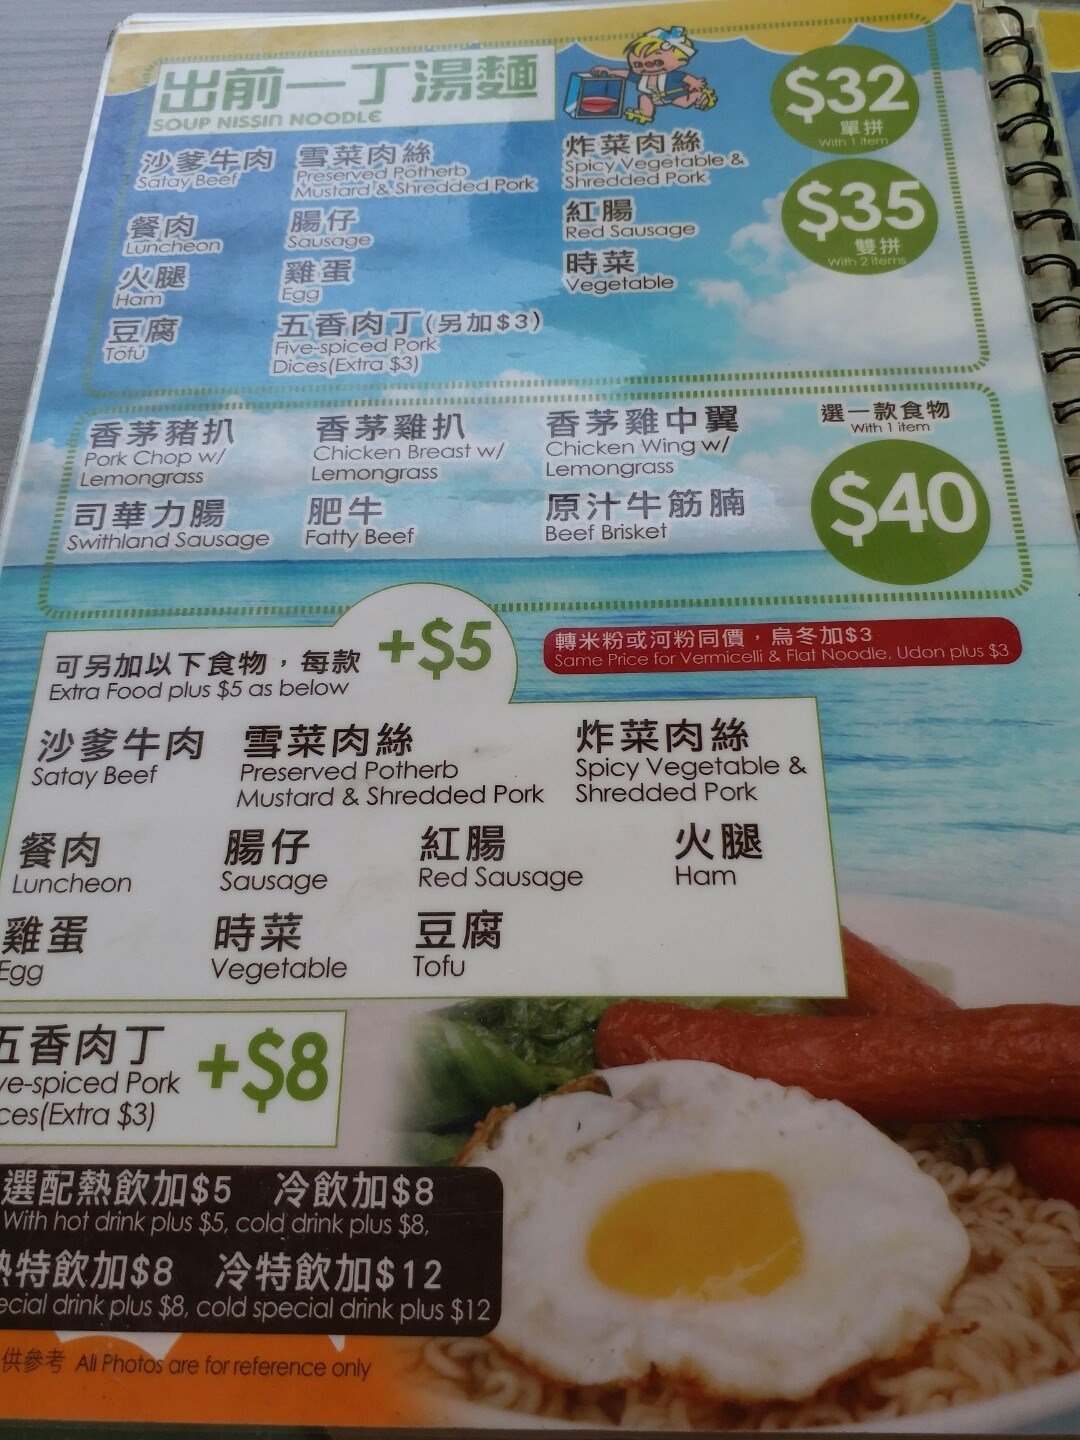 出前一丁湯麵
SOUP NISSIN NOODLE
$32
單拼
With 1 item
$35
雙拼
With 2 items
沙爹牛肉 雪菜肉絲 炸菜肉絲
Satay Beef Preserved Potherb Spicy Vegetable &
Mustard & Shredded Pork Shredded Pork
餐肉 腸仔 紅腸
Luncheon Sausage Red Sausage
火腿 雞蛋 時菜
Ham Egg Vegetable
豆腐 五香肉丁(另加$3)
Tofu Five-spiced Pork
Dices(Extra $3)
香茅豬扒 香茅雞扒 香茅雞中翼
Pork Chop w/ Chicken Breast w/ Chicken Wing w/
Lemongrass Lemongrass Lemongrass
司華力腸 肥牛 原汁牛筋腩
Swithland Sausage Fatty Beef Beef Brisket
選一款食物
With 1 item
$40
可另加以下食物，每款 +$5
Extra Food plus $5 as below
轉米粉或河粉同價，烏冬加$3
Same Price for Vermicelli & Flat Noodle, Udon plus $3
沙爹牛肉 雪菜肉絲 炸菜肉絲
Satay Beef Preserved Potherb Spicy Vegetable &
Mustard & Shredded Pork Shredded Pork
餐肉 腸仔 紅腸 火腿
Luncheon Sausage Red Sausage Ham
雞蛋 時菜 豆腐
Egg Vegetable Tofu
五香肉丁 +$8
ve-spiced Pork
ces(Extra $3)
選配熱飲加$5 冷飲加$8
With hot drink plus $5, cold drink plus $8,
熱特飲加$8 冷特飲加$12
ecial drink plus $8, cold special drink plus $12
供參考 All Photos are for reference only